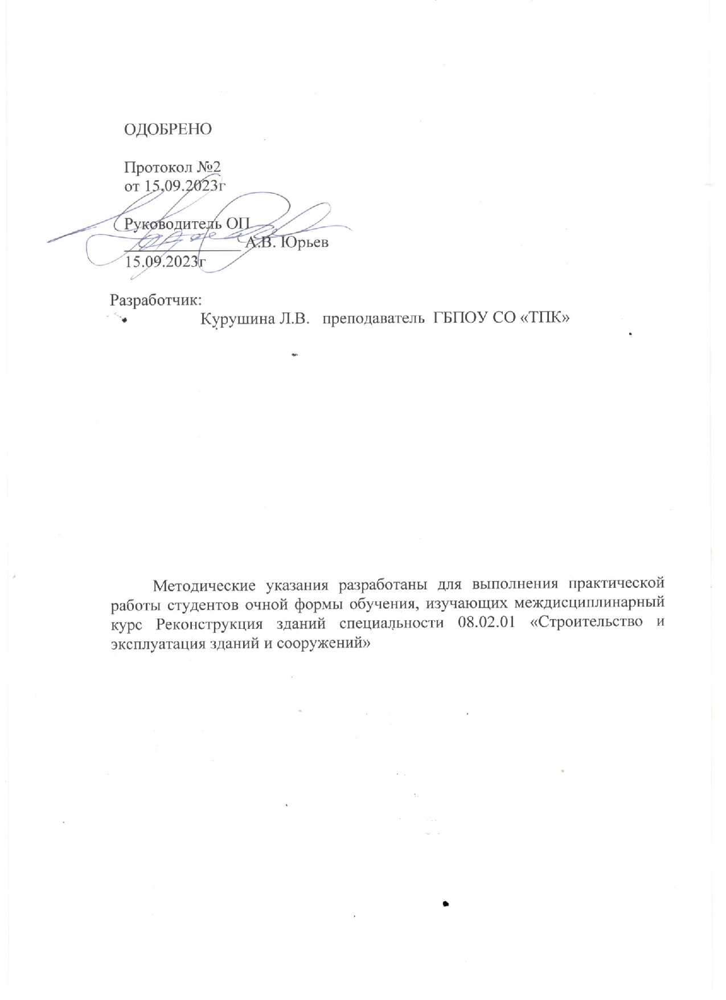 ОДОБРЕНО
Протокол №2
от 15.09.2023г
Руководитель ОП
_______________ А.В. Юрьев
15.09.2023г
Разработчик:
Курушина Л.В. преподаватель ГБПОУ СО «ТПК»
Методические указания разработаны для выполнения практической
работы студентов очной формы обучения, изучающих междисциплинарный
курс Реконструкция зданий специальности 08.02.01 «Строительство и
эксплуатация зданий и сооружений»